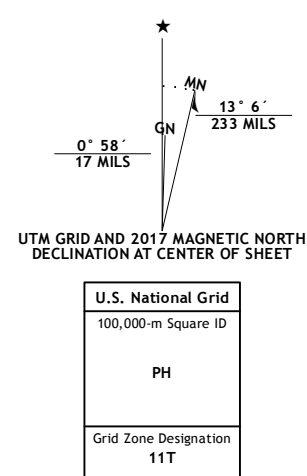 ★
MN
GN
13° 6´
233 MILS
0° 58´
17 MILS
UTM GRID AND 2017 MAGNETIC NORTH
DECLINATION AT CENTER OF SHEET
U.S. National Grid
100,000-m Square ID
PH
Grid Zone Designation
11T